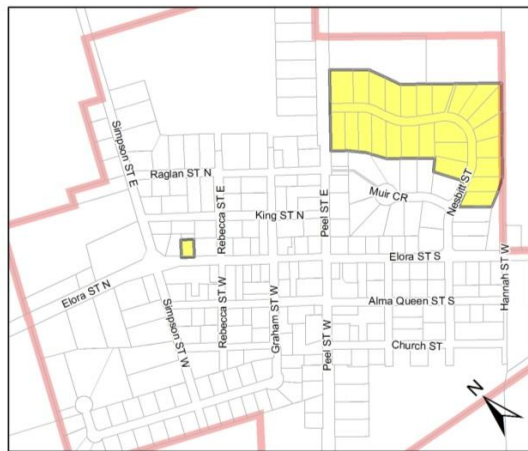 Simpson ST E
Raglan ST N
Rebecca ST E
King ST N
Peel ST E
Muir CR
Nesbitt ST
Elora ST N
Elora ST S
Hannah ST W
Simpson ST W
Rebecca ST W
Graham ST W
Peel ST W
Alma Queen ST S
Church ST
N